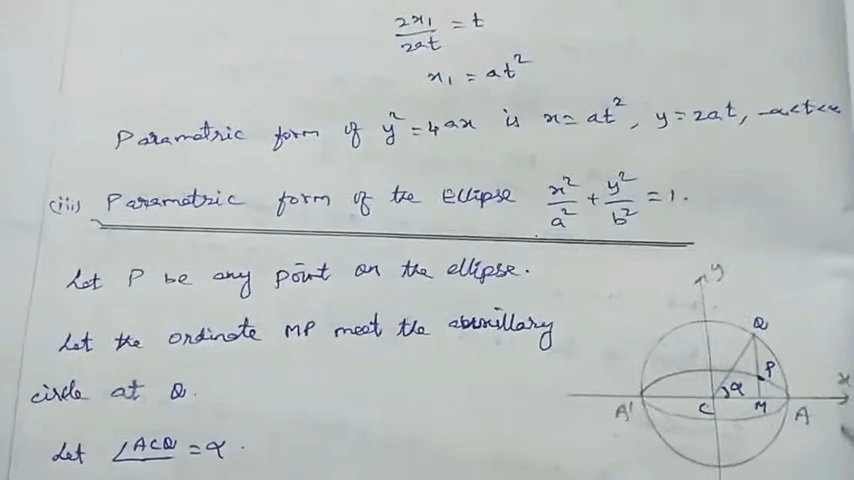 2x₁/2at = t
x₁ = at²
Parametric form of y² = 4ax is x = at², y = 2at, -∝<t<∝
(iii) Parametric form of the Ellipse x²/a² + y²/b² = 1.
Let P be any point on the ellipse.
Let the ordinate MP meet the auxillary
circle at Q.
Let ∠ACQ = α.
y
Q
P
α
x
A'
C
M
A